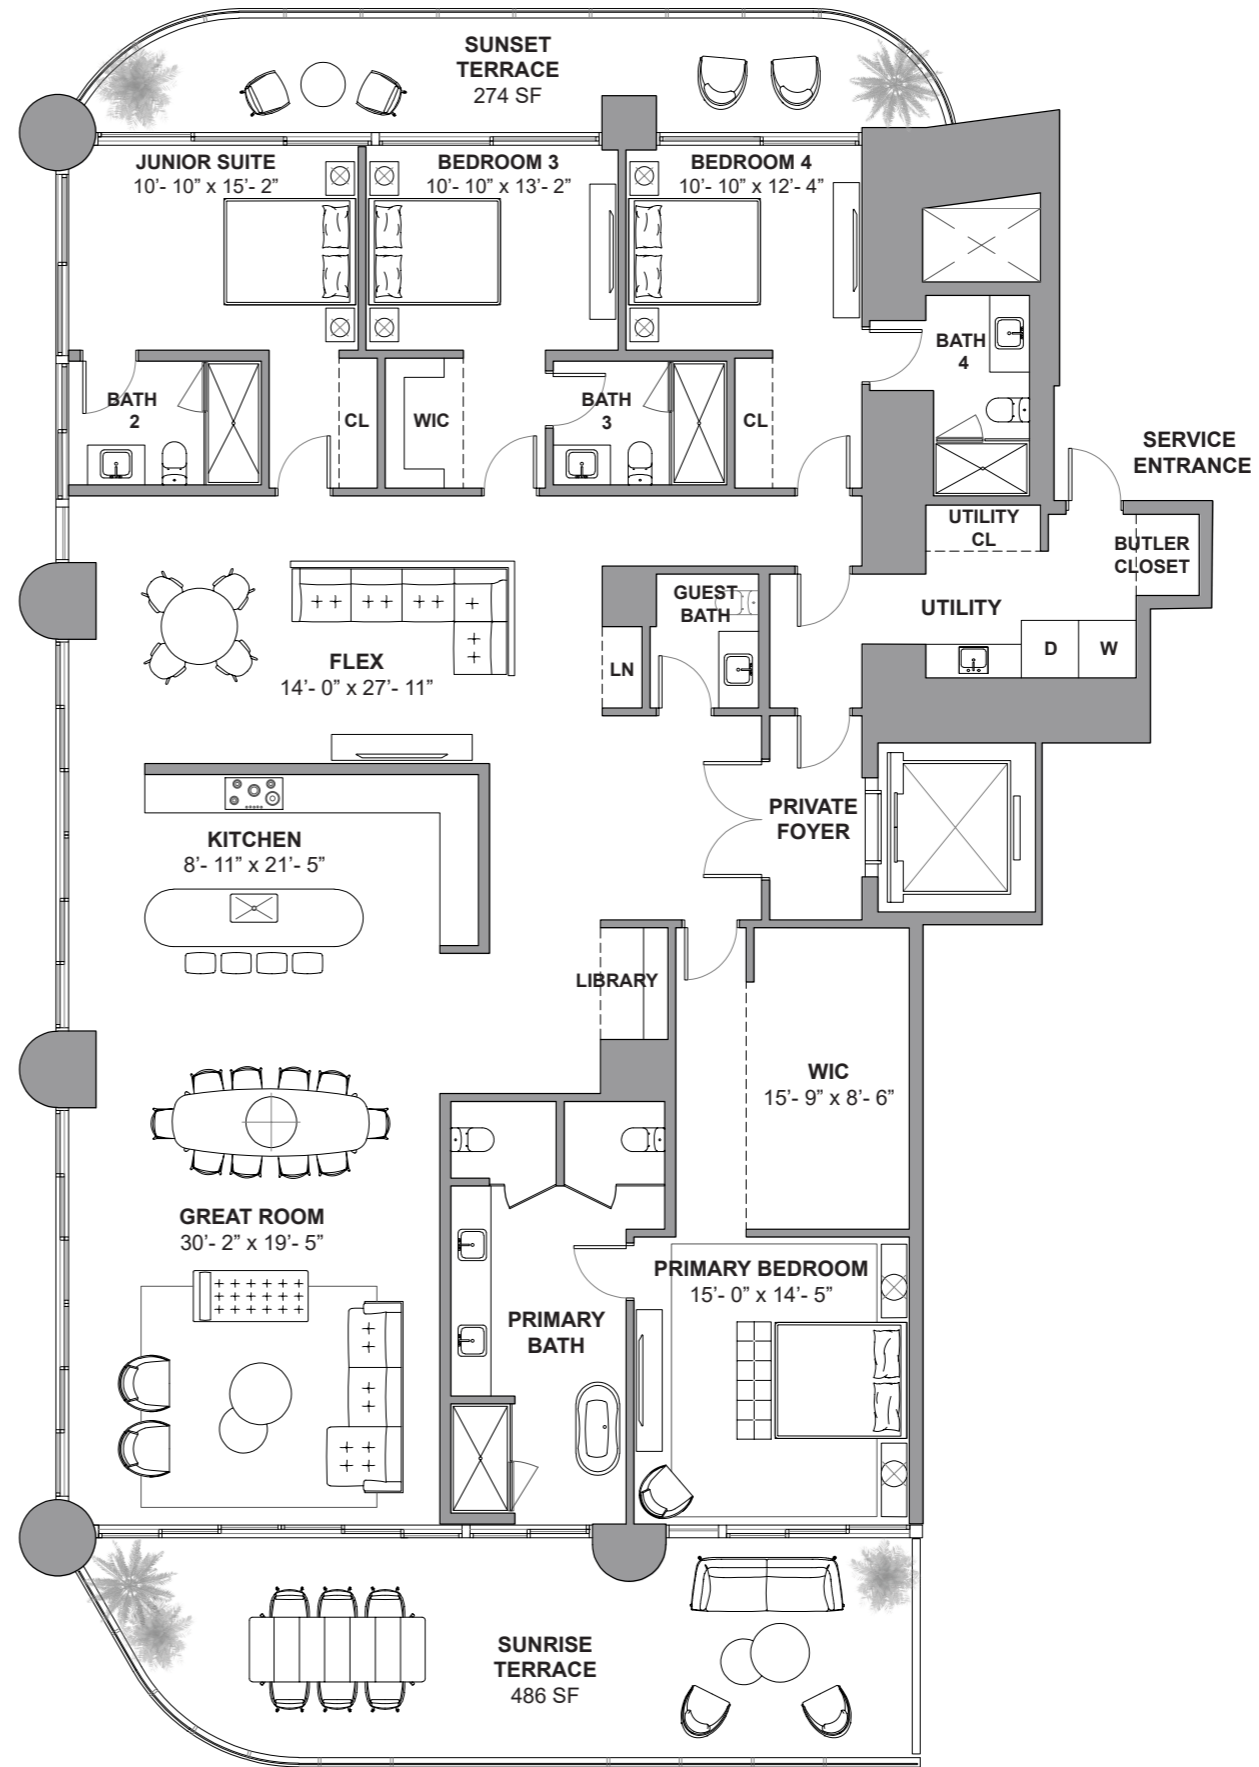 SUNSET
TERRACE
274 SF
JUNIOR SUITE
10’- 10” x 15’- 2”
BEDROOM 3
10’- 10” x 13’- 2”
BEDROOM 4
10’- 10” x 12’- 4”
BATH
2
CL
WIC
BATH
3
CL
BATH
4
SERVICE
ENTRANCE
UTILITY
CL
BUTLER
CLOSET
UTILITY
D
W
GUEST
BATH
LN
FLEX
14’- 0” x 27’- 11”
PRIVATE
FOYER
KITCHEN
8’- 11” x 21’- 5”
LIBRARY
WIC
15’- 9” x 8’- 6”
GREAT ROOM
30’- 2” x 19’- 5”
PRIMARY BEDROOM
15’- 0” x 14’- 5”
PRIMARY
BATH
SUNRISE
TERRACE
486 SF